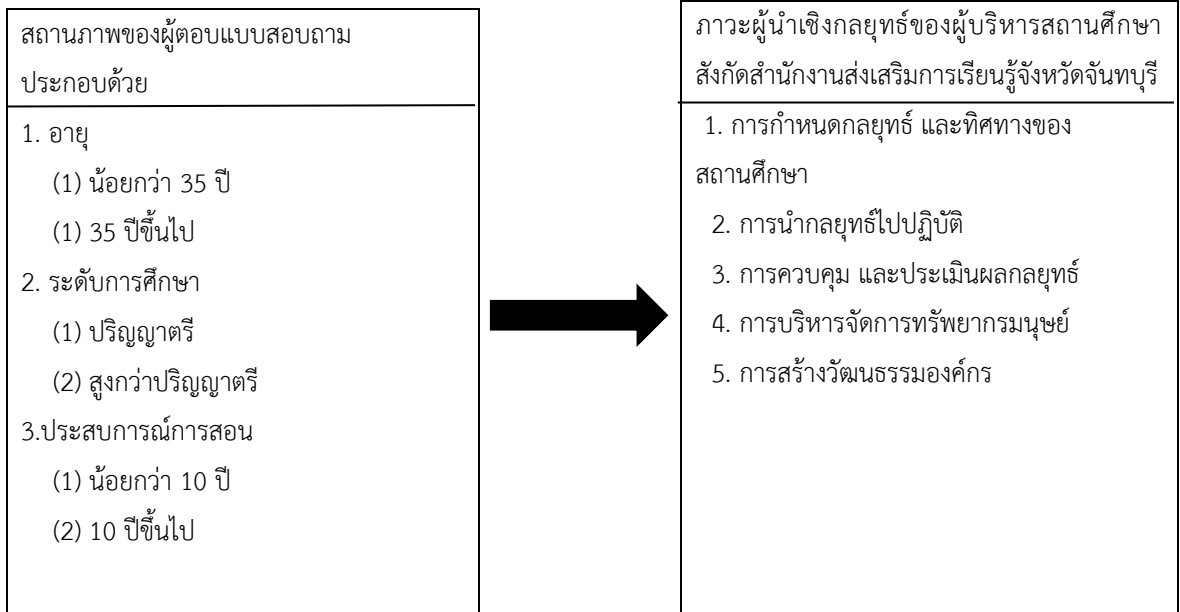 สถานภาพของผู้ตอบแบบสอบถาม
ประกอบด้วย
1. อายุ
(1) น้อยกว่า 35 ปี
(1) 35 ปีขึ้นไป
2. ระดับการศึกษา
(1) ปริญญาตรี
(2) สูงกว่าปริญญาตรี
3.ประสบการณ์การสอน
(1) น้อยกว่า 10 ปี
(2) 10 ปีขึ้นไป
ภาวะผู้นำเชิงกลยุทธ์ของผู้บริหารสถานศึกษา
สังกัดสำนักงานส่งเสริมการเรียนรู้จังหวัดจันทบุรี
1. การกำหนดกลยุทธ์ และทิศทางของ
สถานศึกษา
2. การนำกลยุทธ์ไปปฏิบัติ
3. การควบคุม และประเมินผลกลยุทธ์
4. การบริหารจัดการทรัพยากรมนุษย์
5. การสร้างวัฒนธรรมองค์กร